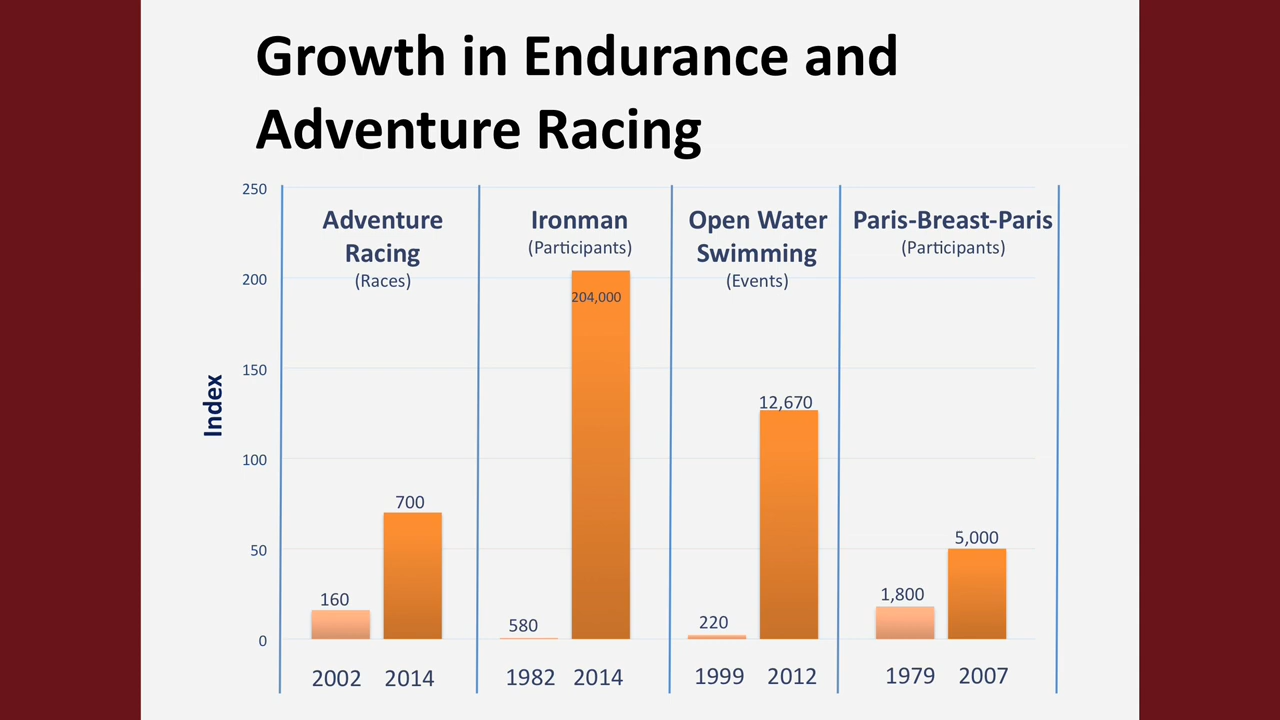 Growth in Endurance and
Adventure Racing
Index
250
200
150
100
50
0
Adventure
Racing
(Races)
160
700
2002 2014
Ironman
(Participants)
580
204,000
1982 2014
Open Water
Swimming
(Events)
220
12,670
1999 2012
Paris-Breast-Paris
(Participants)
1,800
5,000
1979 2007